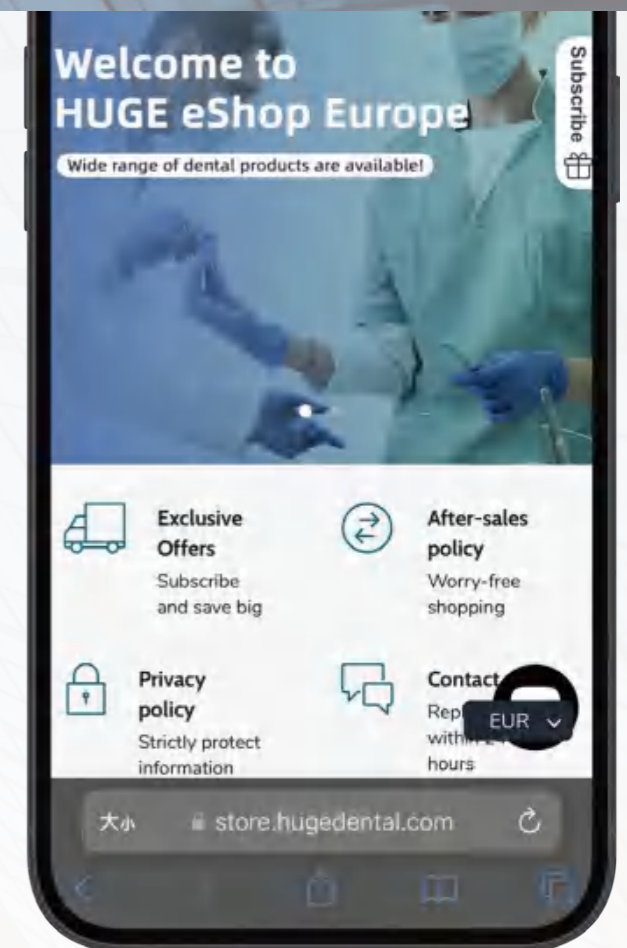 Welcome to
HUGE eShop Europe
Subscribe
Wide range of dental products are available!
Exclusive
Offers
Subscribe
and save big
After-sales
policy
Worry-free
shopping
Privacy
policy
Strictly protect
information
Contact
within
hours
EUR
大小
store.hugedental.com